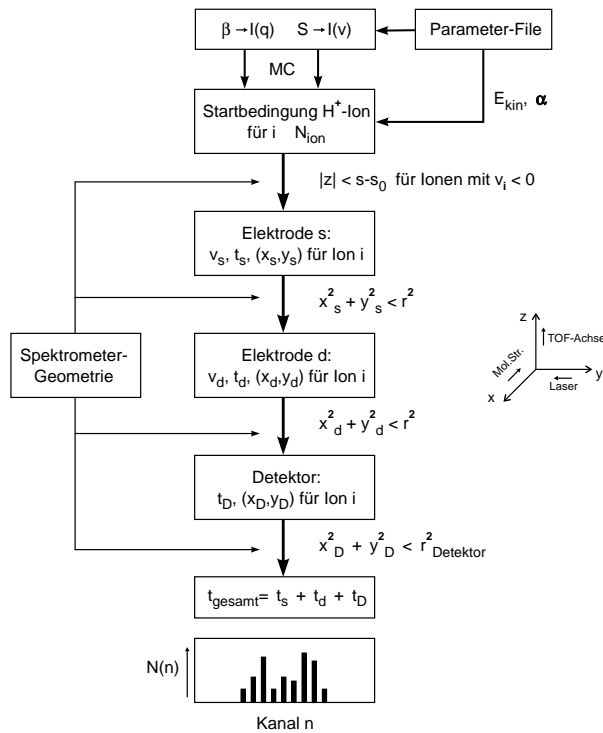 β → I(q) S → I(v)
Parameter-File
MC
E_kin, α
Startbedingung H⁺-Ion
für i N_ion
|z| < s-s₀ für Ionen mit v_i < 0
Elektrode s:
v_s, t_s, (x_s,y_s) für Ion i
x²_s + y²_s < r²
Spektrometer-
Geometrie
Elektrode d:
v_d, t_d, (x_d,y_d) für Ion i
z
TOF-Achse
Mol.Str.
y
Laser
x
x²_d + y²_d < r²
Detektor:
t_D, (x_D,y_D) für Ion i
x²_D + y²_D < r²_Detektor
t_gesamt = t_s + t_d + t_D
N(n)
Kanal n